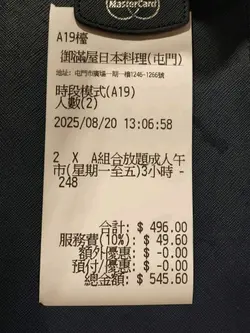 MasterCard
A19檯
御滿屋日本料理(屯門)
地址: 屯門市廣場一期一樓1246-1266號
時段模式(A19)
人數(2)
2025/08/20 13:06:58
2 X A組合放題成人午
市(星期一至五)3小時 -
248
合計: $ 496.00
服務費(10%): $ 49.60
額外優惠: $ -0.00
預付/優惠: $ -0.00
總金額: $ 545.60